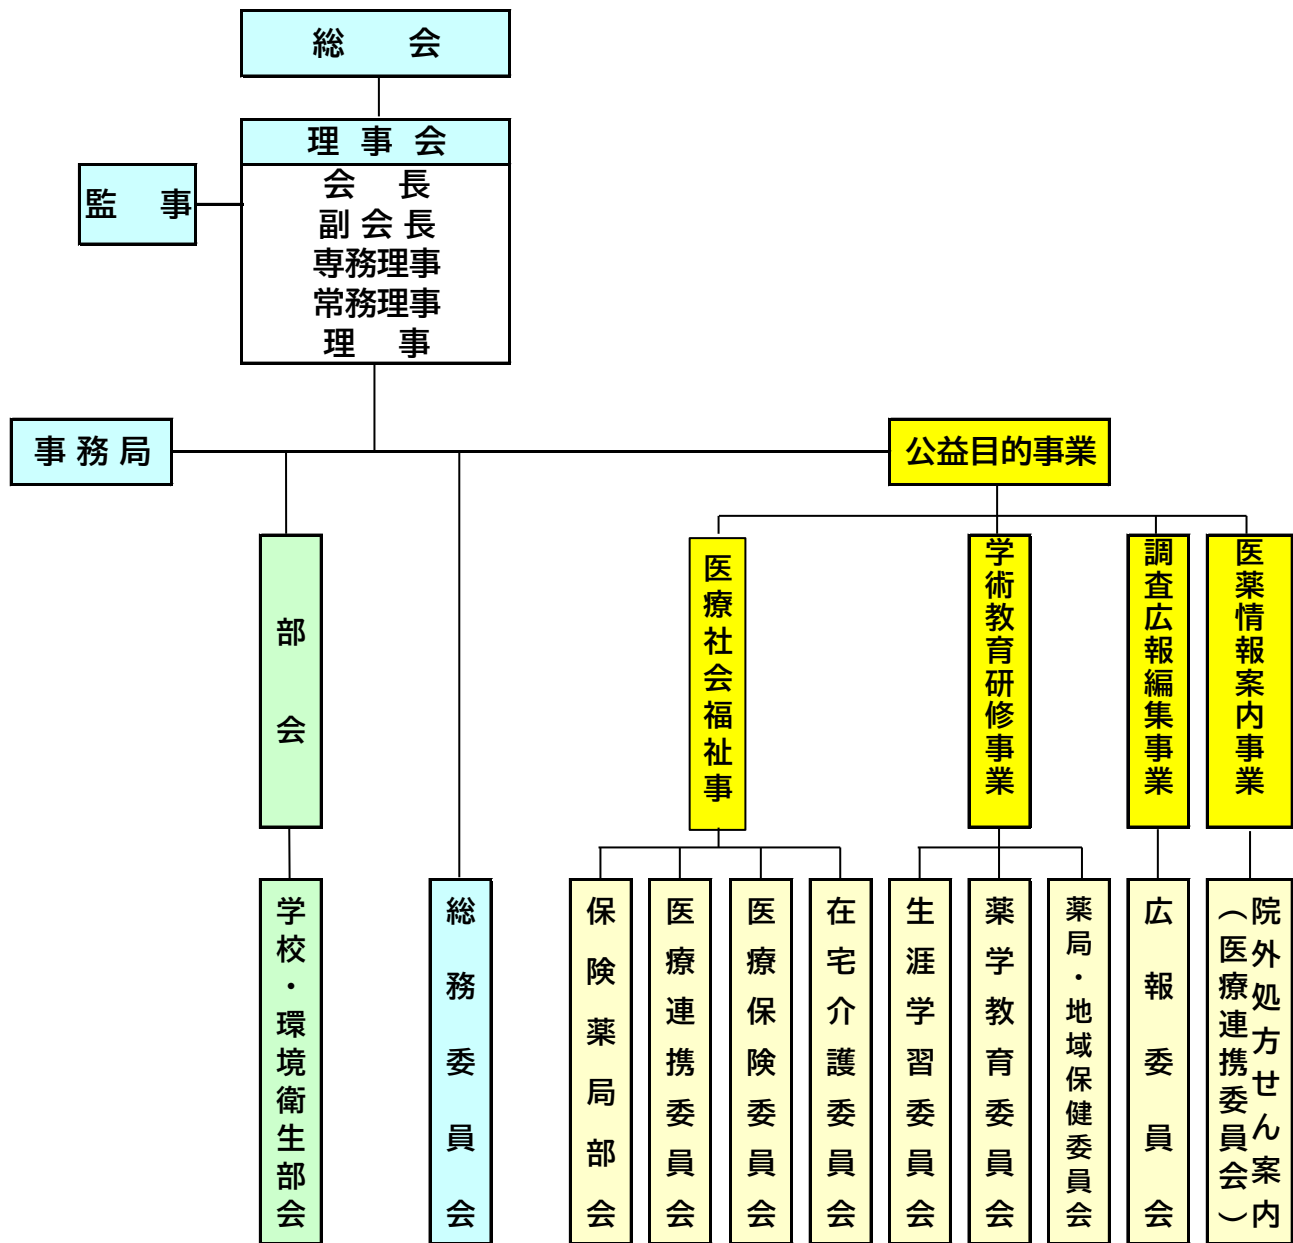 総　会
理事会
会　長
副会長
専務理事
常務理事
理　事
監　事
事務局
公益目的事業
部会
医療社会福祉事
学術教育研修事業
調査広報編集事業
医薬情報案内事業
学校・環境衛生部会
総務委員会
保険薬局部会
医療連携委員会
医療保険委員会
在宅介護委員会
生涯学習委員会
薬学教育委員会
薬局・地域保健委員会
広報委員会
院外処方せん案内
（医療連携委員会）